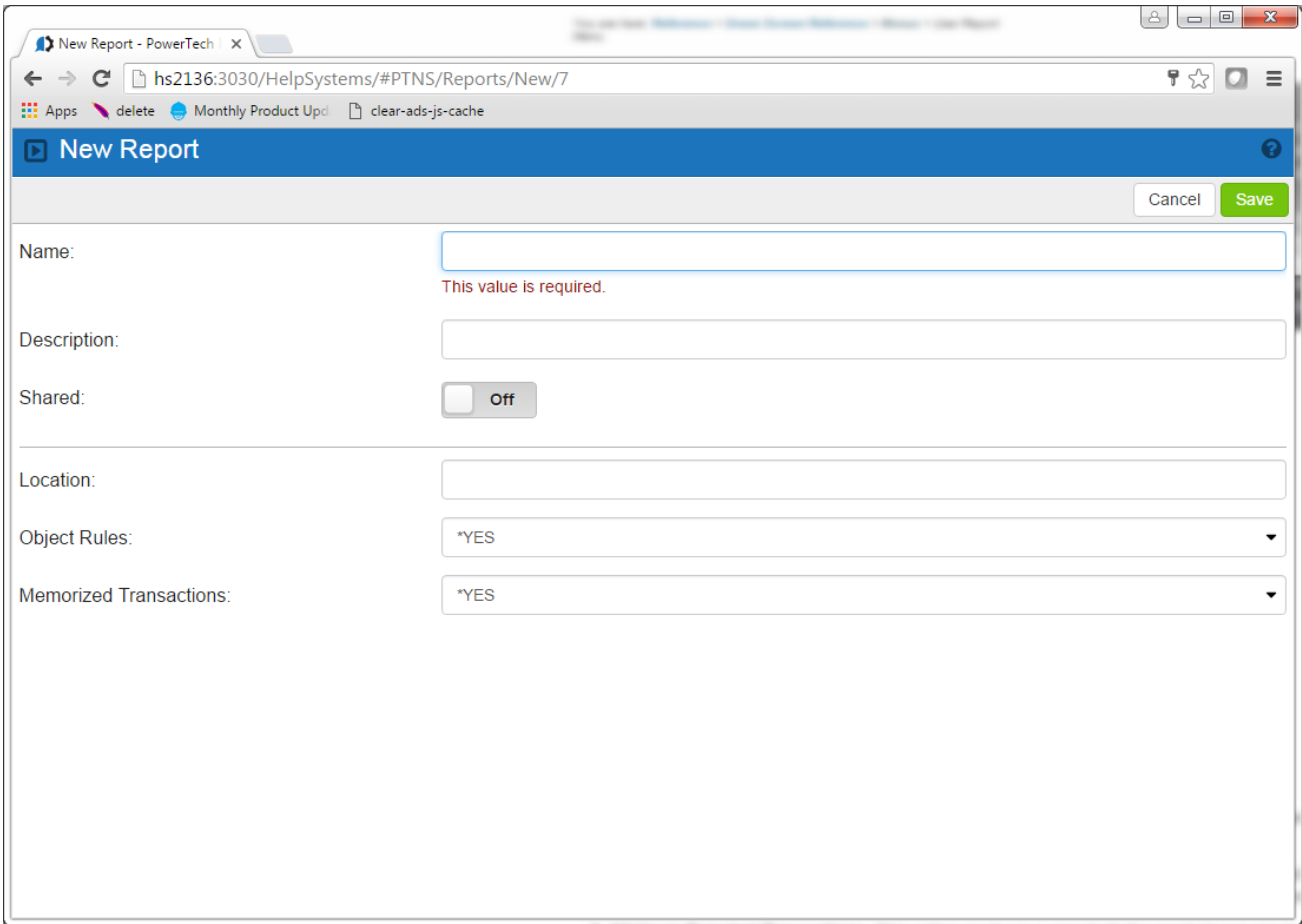 New Report - PowerTech
hs2136:3030/HelpSystems/#PTNS/Reports/New/7
Apps delete Monthly Product Upd clear-ads-js-cache
New Report
Cancel Save
Name:
This value is required.
Description:
Shared: Off
Location:
Object Rules: *YES
Memorized Transactions: *YES